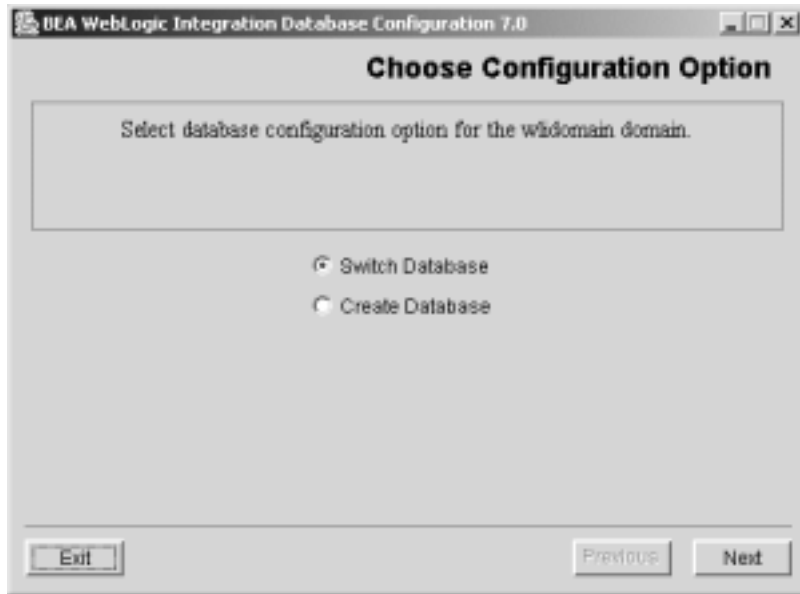 BEA WebLogic Integration Database Configuration 7.0
Choose Configuration Option
Select database configuration option for the wlidomain domain.
Switch Database
Create Database
Exit
Previous
Next